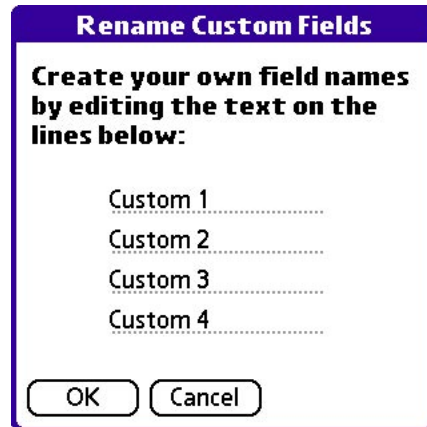 Rename Custom Fields
Create your own field names
by editing the text on the
lines below:
Custom 1
Custom 2
Custom 3
Custom 4
OK Cancel